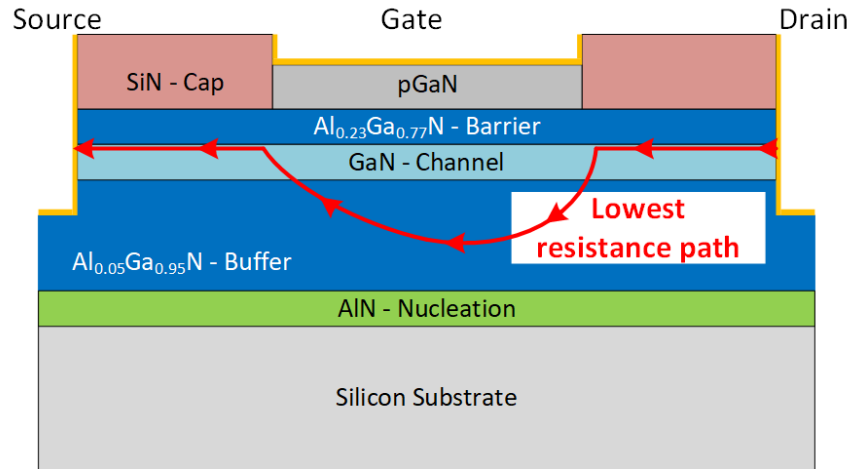 Source
Gate
Drain
SiN - Cap
pGaN
Al₀.₂₃Ga₀.₇₇N - Barrier
GaN - Channel
Lowest
resistance path
Al₀.₀₅Ga₀.₉₅N - Buffer
AlN - Nucleation
Silicon Substrate